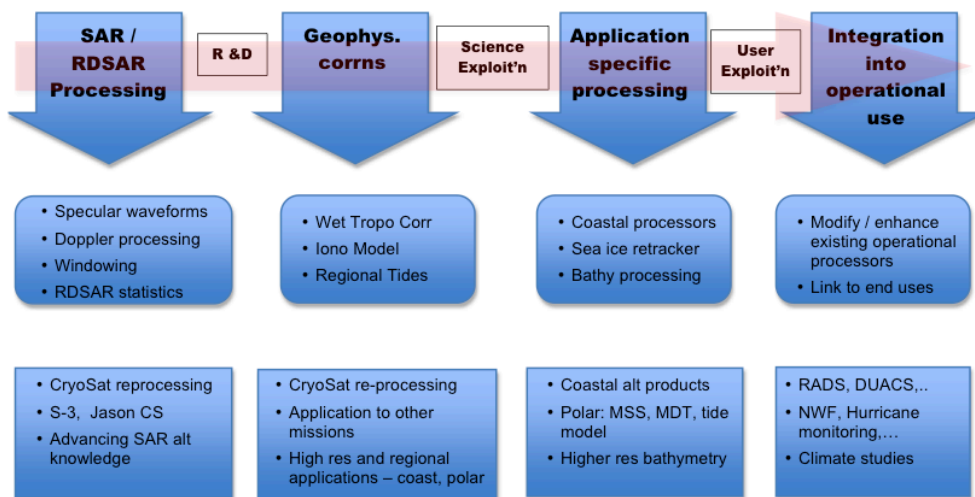 SAR /
RDSAR
Processing
R &D
Geophys.
corrns
Science
Exploit'n
Application
specific
processing
User
Exploit'n
Integration
into
operational
use
• Specular waveforms
• Doppler processing
• Windowing
• RDSAR statistics
• Wet Tropo Corr
• Iono Model
• Regional Tides
• Coastal processors
• Sea ice retracker
• Bathy processing
• Modify / enhance
existing operational
processors
• Link to end uses
• CryoSat reprocessing
• S-3, Jason CS
• Advancing SAR alt
knowledge
• CryoSat re-processing
• Application to other
missions
• High res and regional
applications – coast, polar
• Coastal alt products
• Polar: MSS, MDT, tide
model
• Higher res bathymetry
• RADS, DUACS,..
• NWF, Hurricane
monitoring,…
• Climate studies